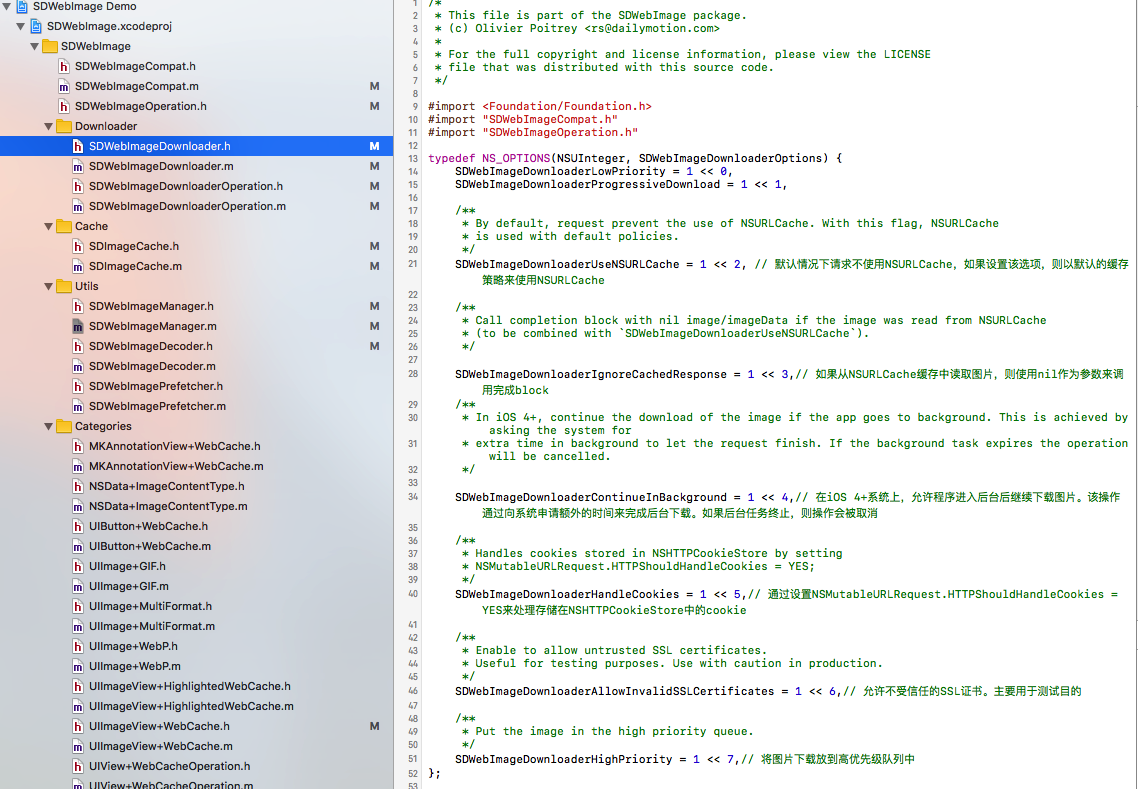 SDWebImage Demo
SDWebImage.xcodeproj
SDWebImage
SDWebImageCompat.h
SDWebImageCompat.m M
SDWebImageOperation.h M
Downloader
SDWebImageDownloader.h M
SDWebImageDownloader.m M
SDWebImageDownloaderOperation.h M
SDWebImageDownloaderOperation.m M
Cache
SDImageCache.h M
SDImageCache.m M
Utils
SDWebImageManager.h M
SDWebImageManager.m M
SDWebImageDecoder.h M
SDWebImageDecoder.m
SDWebImagePrefetcher.h
SDWebImagePrefetcher.m
Categories
MKAnnotationView+WebCache.h
MKAnnotationView+WebCache.m
NSData+ImageContentType.h
NSData+ImageContentType.m
UIButton+WebCache.h
UIButton+WebCache.m
UIImage+GIF.h
UIImage+GIF.m
UIImage+MultiFormat.h
UIImage+MultiFormat.m
UIImage+WebP.h
UIImage+WebP.m
UIImageView+HighlightedWebCache.h
UIImageView+HighlightedWebCache.m
UIImageView+WebCache.h M
UIImageView+WebCache.m
UIView+WebCacheOperation.h
UIView+WebCacheOperation.m
1 /*
2 * This file is part of the SDWebImage package.
3 * (c) Olivier Poitrey <rs@dailymotion.com>
4 *
5 * For the full copyright and license information, please view the LICENSE
6 * file that was distributed with this source code.
7 */
8
9 #import <Foundation/Foundation.h>
10 #import "SDWebImageCompat.h"
11 #import "SDWebImageOperation.h"
12
13 typedef NS_OPTIONS(NSUInteger, SDWebImageDownloaderOptions) {
14 SDWebImageDownloaderLowPriority = 1 << 0,
15 SDWebImageDownloaderProgressiveDownload = 1 << 1,
16
17 /**
18 * By default, request prevent the use of NSURLCache. With this flag, NSURLCache
19 * is used with default policies.
20 */
21 SDWebImageDownloaderUseNSURLCache = 1 << 2, // 默认情况下请求不使用NSURLCache，如果设置该选项，则以默认的缓存
策略来使用NSURLCache
22
23 /**
24 * Call completion block with nil image/imageData if the image was read from NSURLCache
25 * (to be combined with `SDWebImageDownloaderUseNSURLCache`).
26 */
27
28 SDWebImageDownloaderIgnoreCachedResponse = 1 << 3,// 如果从NSURLCache缓存中读取图片，则使用nil作为参数来调
用完成block
29 /**
30 * In iOS 4+, continue the download of the image if the app goes to background. This is achieved by
asking the system for
31 * extra time in background to let the request finish. If the background task expires the operation
will be cancelled.
32 */
33
34 SDWebImageDownloaderContinueInBackground = 1 << 4,// 在iOS 4+系统上，允许程序进入后台后继续下载图片。该操作
通过向系统申请额外的时间来完成后台下载。如果后台任务终止，则操作会被取消
35
36 /**
37 * Handles cookies stored in NSHTTPCookieStore by setting
38 * NSMutableURLRequest.HTTPShouldHandleCookies = YES;
39 */
40 SDWebImageDownloaderHandleCookies = 1 << 5,// 通过设置NSMutableURLRequest.HTTPShouldHandleCookies =
YES来处理存储在NSHTTPCookieStore中的cookie
41
42 /**
43 * Enable to allow untrusted SSL certificates.
44 * Useful for testing purposes. Use with caution in production.
45 */
46 SDWebImageDownloaderAllowInvalidSSLCertificates = 1 << 6,// 允许不受信任的SSL证书。主要用于测试目的
47
48 /**
49 * Put the image in the high priority queue.
50 */
51 SDWebImageDownloaderHighPriority = 1 << 7,// 将图片下载放到高优先级队列中
52 };
53